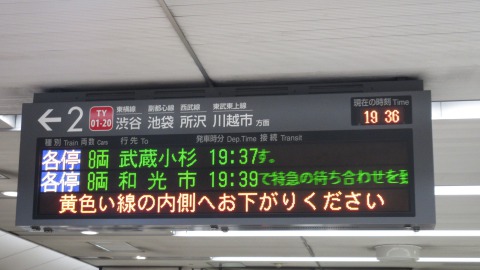 ← 2 TY 01-20 東横線 副都心線 西武線 東武東上線
渋谷 池袋 所沢 川越市 方面
現在の時刻 Time
19 36
種別 Train 両数 Cars 行先 To 発車時分 Dep.Time 接続 Transit
各停 8両 武蔵小杉 19:37 す。
各停 8両 和光市 19:39 で特急の待ち合わせを
黄色い線の内側へお下がりください